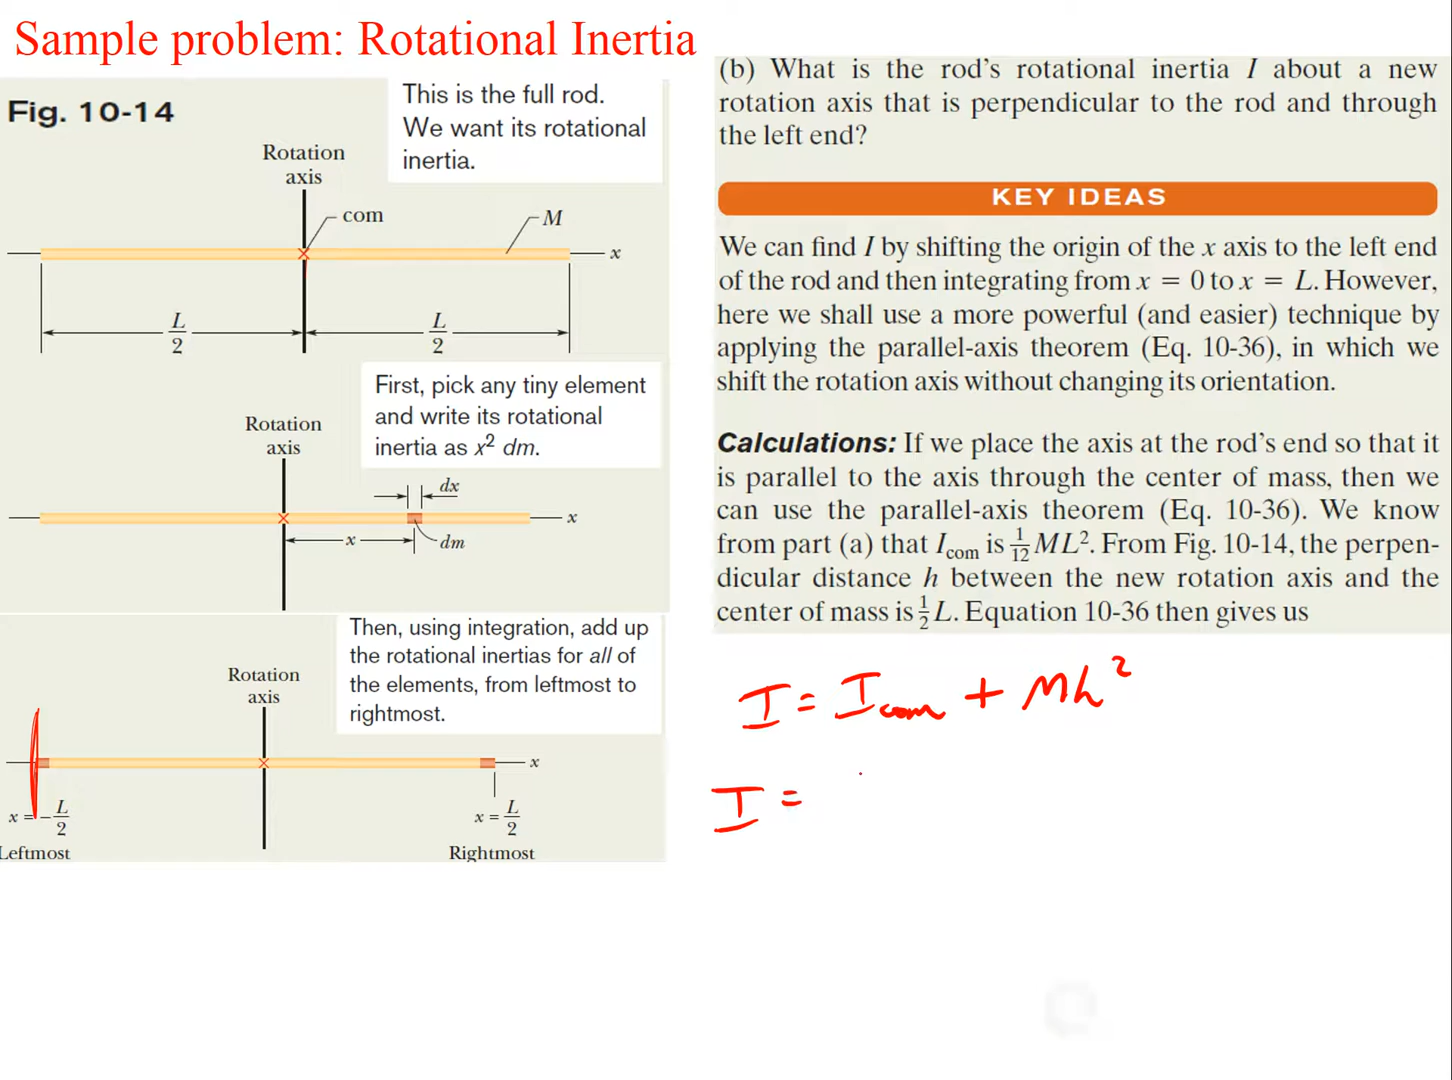 Sample problem: Rotational Inertia
Fig. 10-14
This is the full rod.
We want its rotational
inertia.
Rotation
axis
com
M
x
L/2
L/2
First, pick any tiny element
and write its rotational
inertia as x² dm.
Rotation
axis
dx
x
x
dm
Then, using integration, add up
the rotational inertias for all of
the elements, from leftmost to
rightmost.
Rotation
axis
x
x = -L/2
x = L/2
Leftmost
Rightmost
(b) What is the rod's rotational inertia I about a new
rotation axis that is perpendicular to the rod and through
the left end?
KEY IDEAS
We can find I by shifting the origin of the x axis to the left end
of the rod and then integrating from x = 0 to x = L. However,
here we shall use a more powerful (and easier) technique by
applying the parallel-axis theorem (Eq. 10-36), in which we
shift the rotation axis without changing its orientation.
Calculations: If we place the axis at the rod's end so that it
is parallel to the axis through the center of mass, then we
can use the parallel-axis theorem (Eq. 10-36). We know
from part (a) that I_com is 1/12 ML². From Fig. 10-14, the perpen-
dicular distance h between the new rotation axis and the
center of mass is 1/2 L. Equation 10-36 then gives us
I = I_com + Mh²
I =